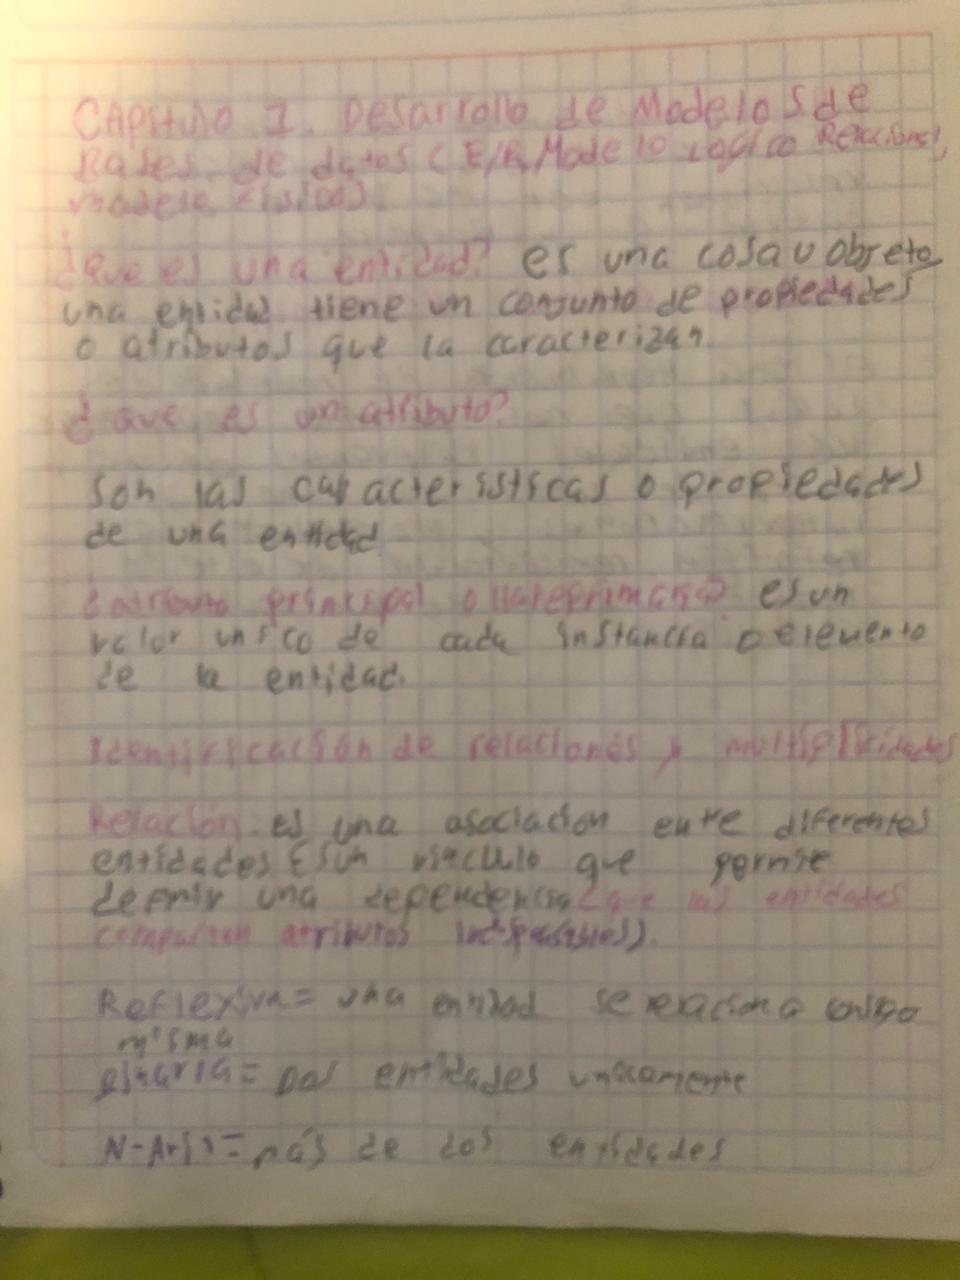 Capitulo 1. Desarrollo de Modelos de
Bases de datos (E/R, Modelo Logico Relacional,
modelo Fisico)
¿Que es una entidad? es una cosa u objeto
una entidad tiene un conjunto de propiedades
o atributos que la caracterizan.
¿Que es un atributo?
Son las caracteristicas o propiedades
de una entidad
¿atributo principal o llave primaria? es un
valor unico de cada instancia o elemento
de la entidad.
Identificación de relaciones y multiplicidades
Relación: es una asociacion entre diferentes
entidades Es un vinculo que permite
definir una dependencia (que las entidades
compartan atributos
Reflexiva = una entidad se relaciona consigo
misma
Binaria = Dos entidades unicamente
N-Aria = más de dos entidades